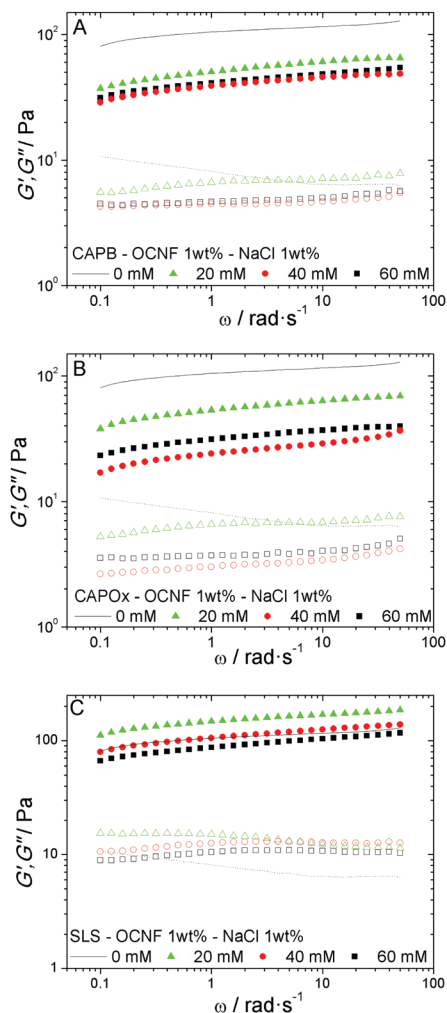 A
10²
10¹
10⁰
G',G'' / Pa
CAPB - OCNF 1wt% - NaCl 1wt%
0 mM 20 mM 40 mM 60 mM
0.1 1 10 100
ω / rad·s⁻¹
B
10²
10¹
10⁰
G',G'' / Pa
CAPOx - OCNF 1wt% - NaCl 1wt%
0 mM 20 mM 40 mM 60 mM
0.1 1 10 100
ω / rad·s⁻¹
C
100
10
1
G',G'' / Pa
SLS - OCNF 1wt% - NaCl 1wt%
0 mM 20 mM 40 mM 60 mM
0.1 1 10 100
ω / rad·s⁻¹